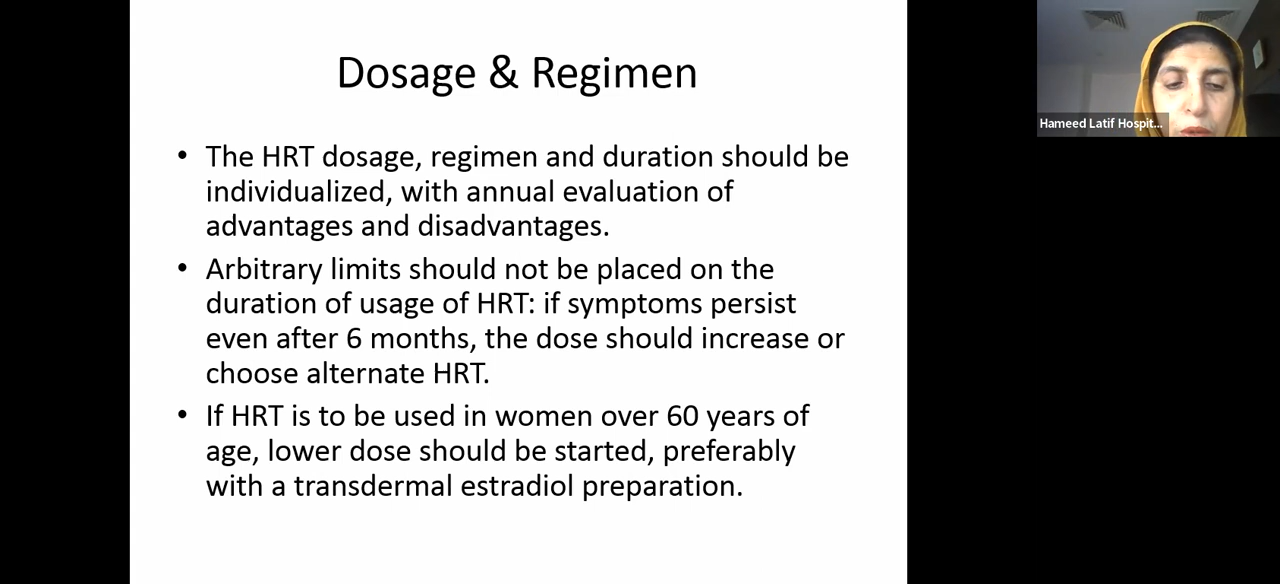 Dosage & Regimen
• The HRT dosage, regimen and duration should be
individualized, with annual evaluation of
advantages and disadvantages.
• Arbitrary limits should not be placed on the
duration of usage of HRT: if symptoms persist
even after 6 months, the dose should increase or
choose alternate HRT.
• If HRT is to be used in women over 60 years of
age, lower dose should be started, preferably
with a transdermal estradiol preparation.
Hameed Latif Hospit...